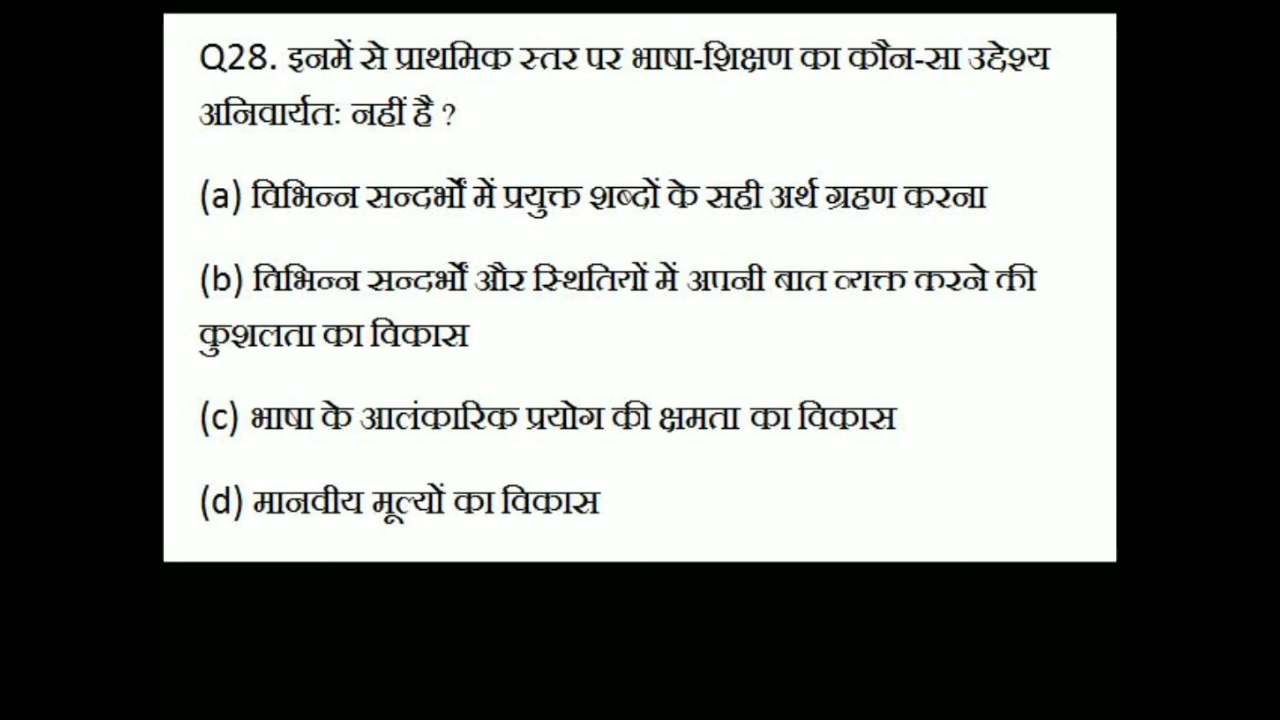 Q28. इनमें से प्राथमिक स्तर पर भाषा-शिक्षण का कौन-सा उद्देश्य
अनिवार्यतः नहीं है ?
(a) विभिन्न सन्दर्भों में प्रयुक्त शब्दों के सही अर्थ ग्रहण करना
(b) विभिन्न सन्दर्भों और स्थितियों में अपनी बात व्यक्त करने की
कुशलता का विकास
(c) भाषा के आलंकारिक प्रयोग की क्षमता का विकास
(d) मानवीय मूल्यों का विकास